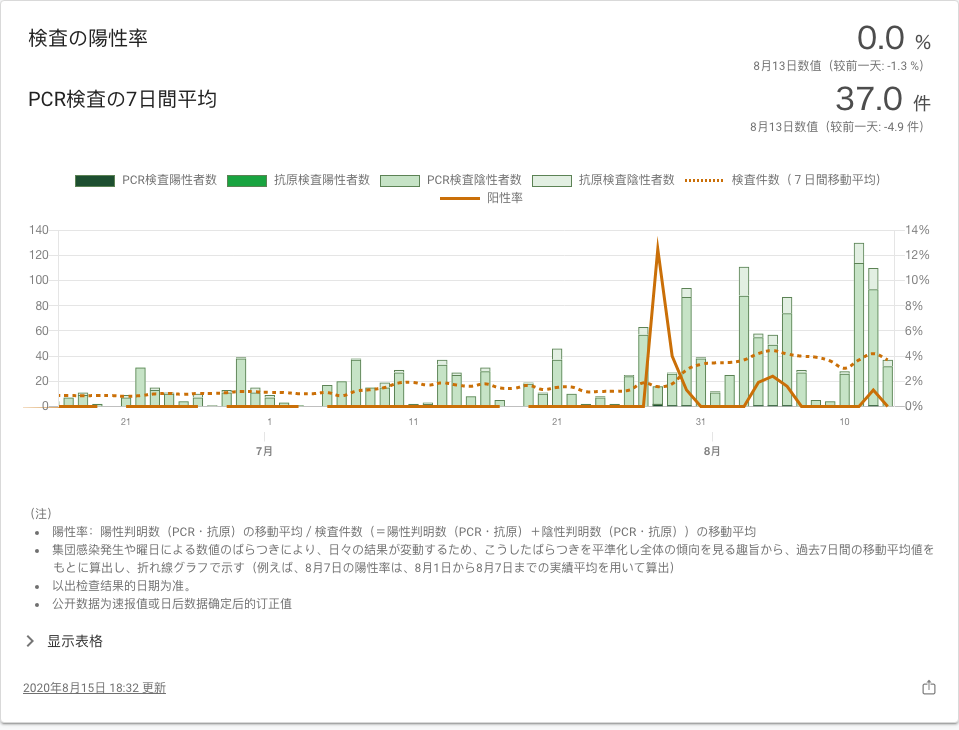 検査の陽性率
0.0 %
8月13日数值（较前一天: -1.3 %）
PCR検査の7日間平均
37.0 件
8月13日数值（较前一天: -4.9 件）
PCR検査陽性者数 抗原検査陽性者数 PCR検査陰性者数 抗原検査陰性者数 検査件数（７日間移動平均）
阳性率
140 14%
120 12%
100 10%
80 8%
60 6%
40 4%
20 2%
0 0%
21 1 11 21 31 10
7月 8月
（注）
陽性率：陽性判明数（PCR・抗原）の移動平均 / 検査件数（＝陽性判明数（PCR・抗原）＋陰性判明数（PCR・抗原））の移動平均
集団感染発生や曜日による数値のばらつきにより、日々の結果が変動するため、こうしたばらつきを平準化し全体の傾向を見る趣旨から、過去7日間の移動平均値を
もとに算出し、折れ線グラフで示す（例えば、8月7日の陽性率は、8月1日から8月7日までの実績平均を用いて算出）
以出检查结果的日期为准。
公开数据为速报值或日后数据确定后的订正值
显示表格
2020年8月15日 18:32 更新